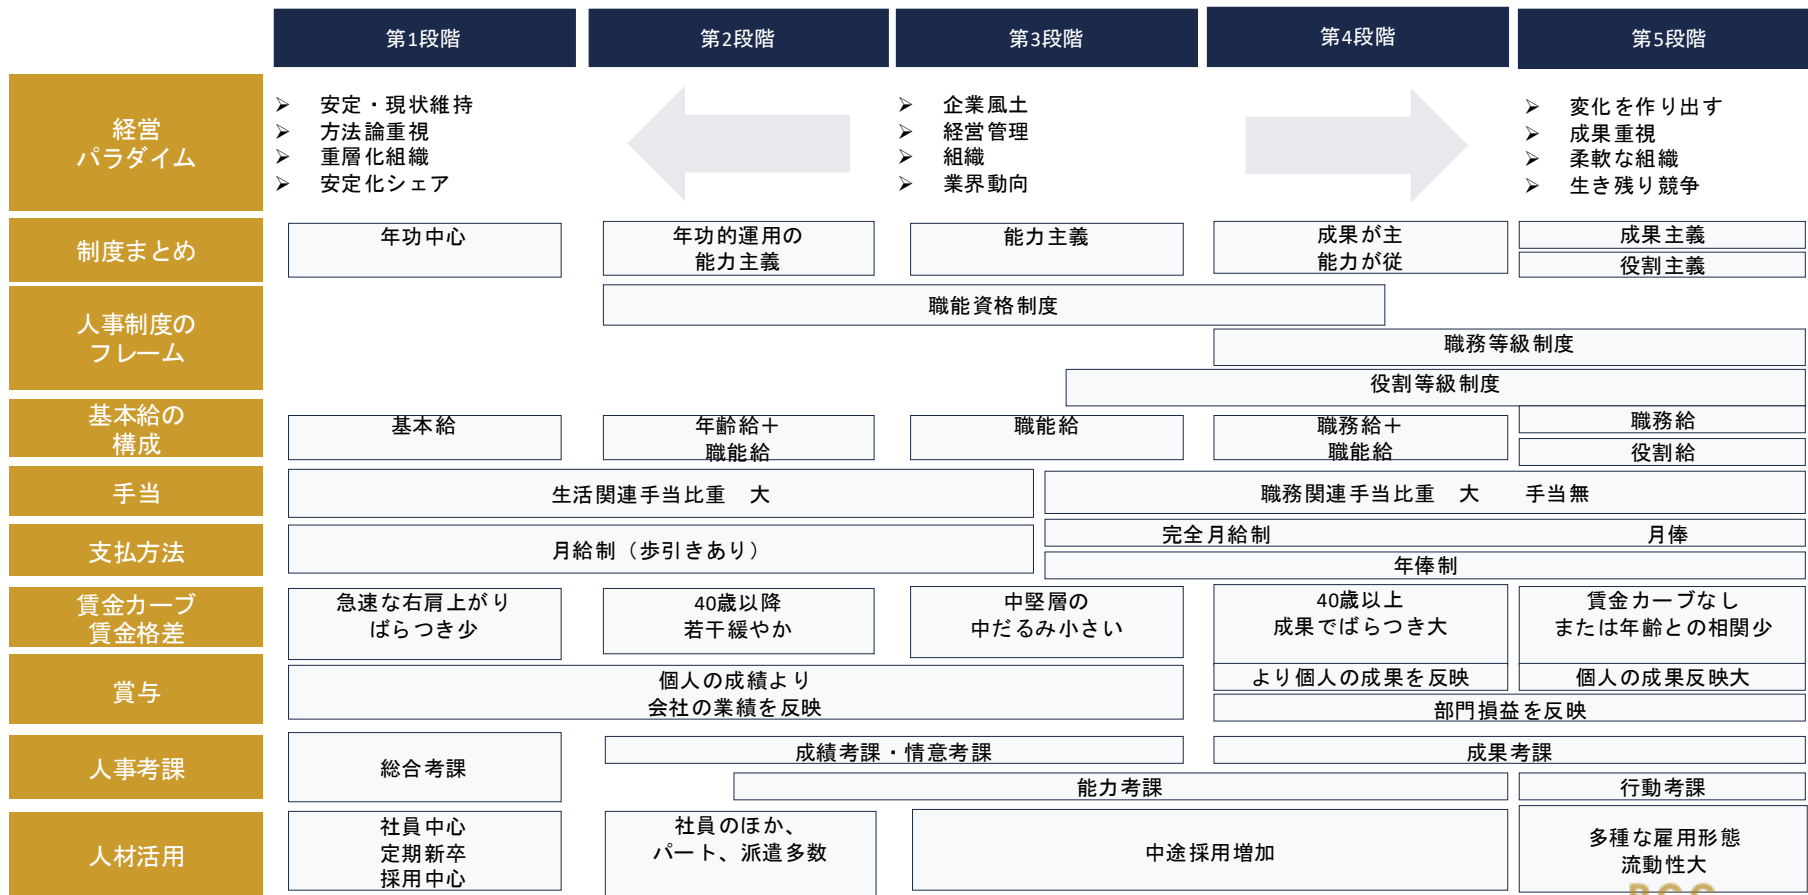 第1段階
第2段階
第3段階
第4段階
第5段階
経営
パラダイム
➢ 安定・現状維持
➢ 方法論重視
➢ 重層化組織
➢ 安定化シェア
➢ 企業風土
➢ 経営管理
➢ 組織
➢ 業界動向
➢ 変化を作り出す
➢ 成果重視
➢ 柔軟な組織
➢ 生き残り競争
制度まとめ
年功中心
年功的運用の
能力主義
能力主義
成果が主
能力が従
成果主義
役割主義
人事制度の
フレーム
職能資格制度
職務等級制度
役割等級制度
基本給の
構成
基本給
年齢給＋
職能給
職能給
職務給＋
職能給
職務給
役割給
手当
生活関連手当比重　大
職務関連手当比重　大　　手当無
支払方法
月給制（歩引きあり）
完全月給制
月俸
年俸制
賃金カーブ
賃金格差
急速な右肩上がり
ばらつき少
40歳以降
若干緩やか
中堅層の
中だるみ小さい
40歳以上
成果でばらつき大
賃金カーブなし
または年齢との相関少
賞与
個人の成績より
会社の業績を反映
より個人の成果を反映
個人の成果反映大
部門損益を反映
人事考課
総合考課
成績考課・情意考課
成果考課
能力考課
行動考課
人材活用
社員中心
定期新卒
採用中心
社員のほか、
パート、派遣多数
中途採用増加
多種な雇用形態
流動性大